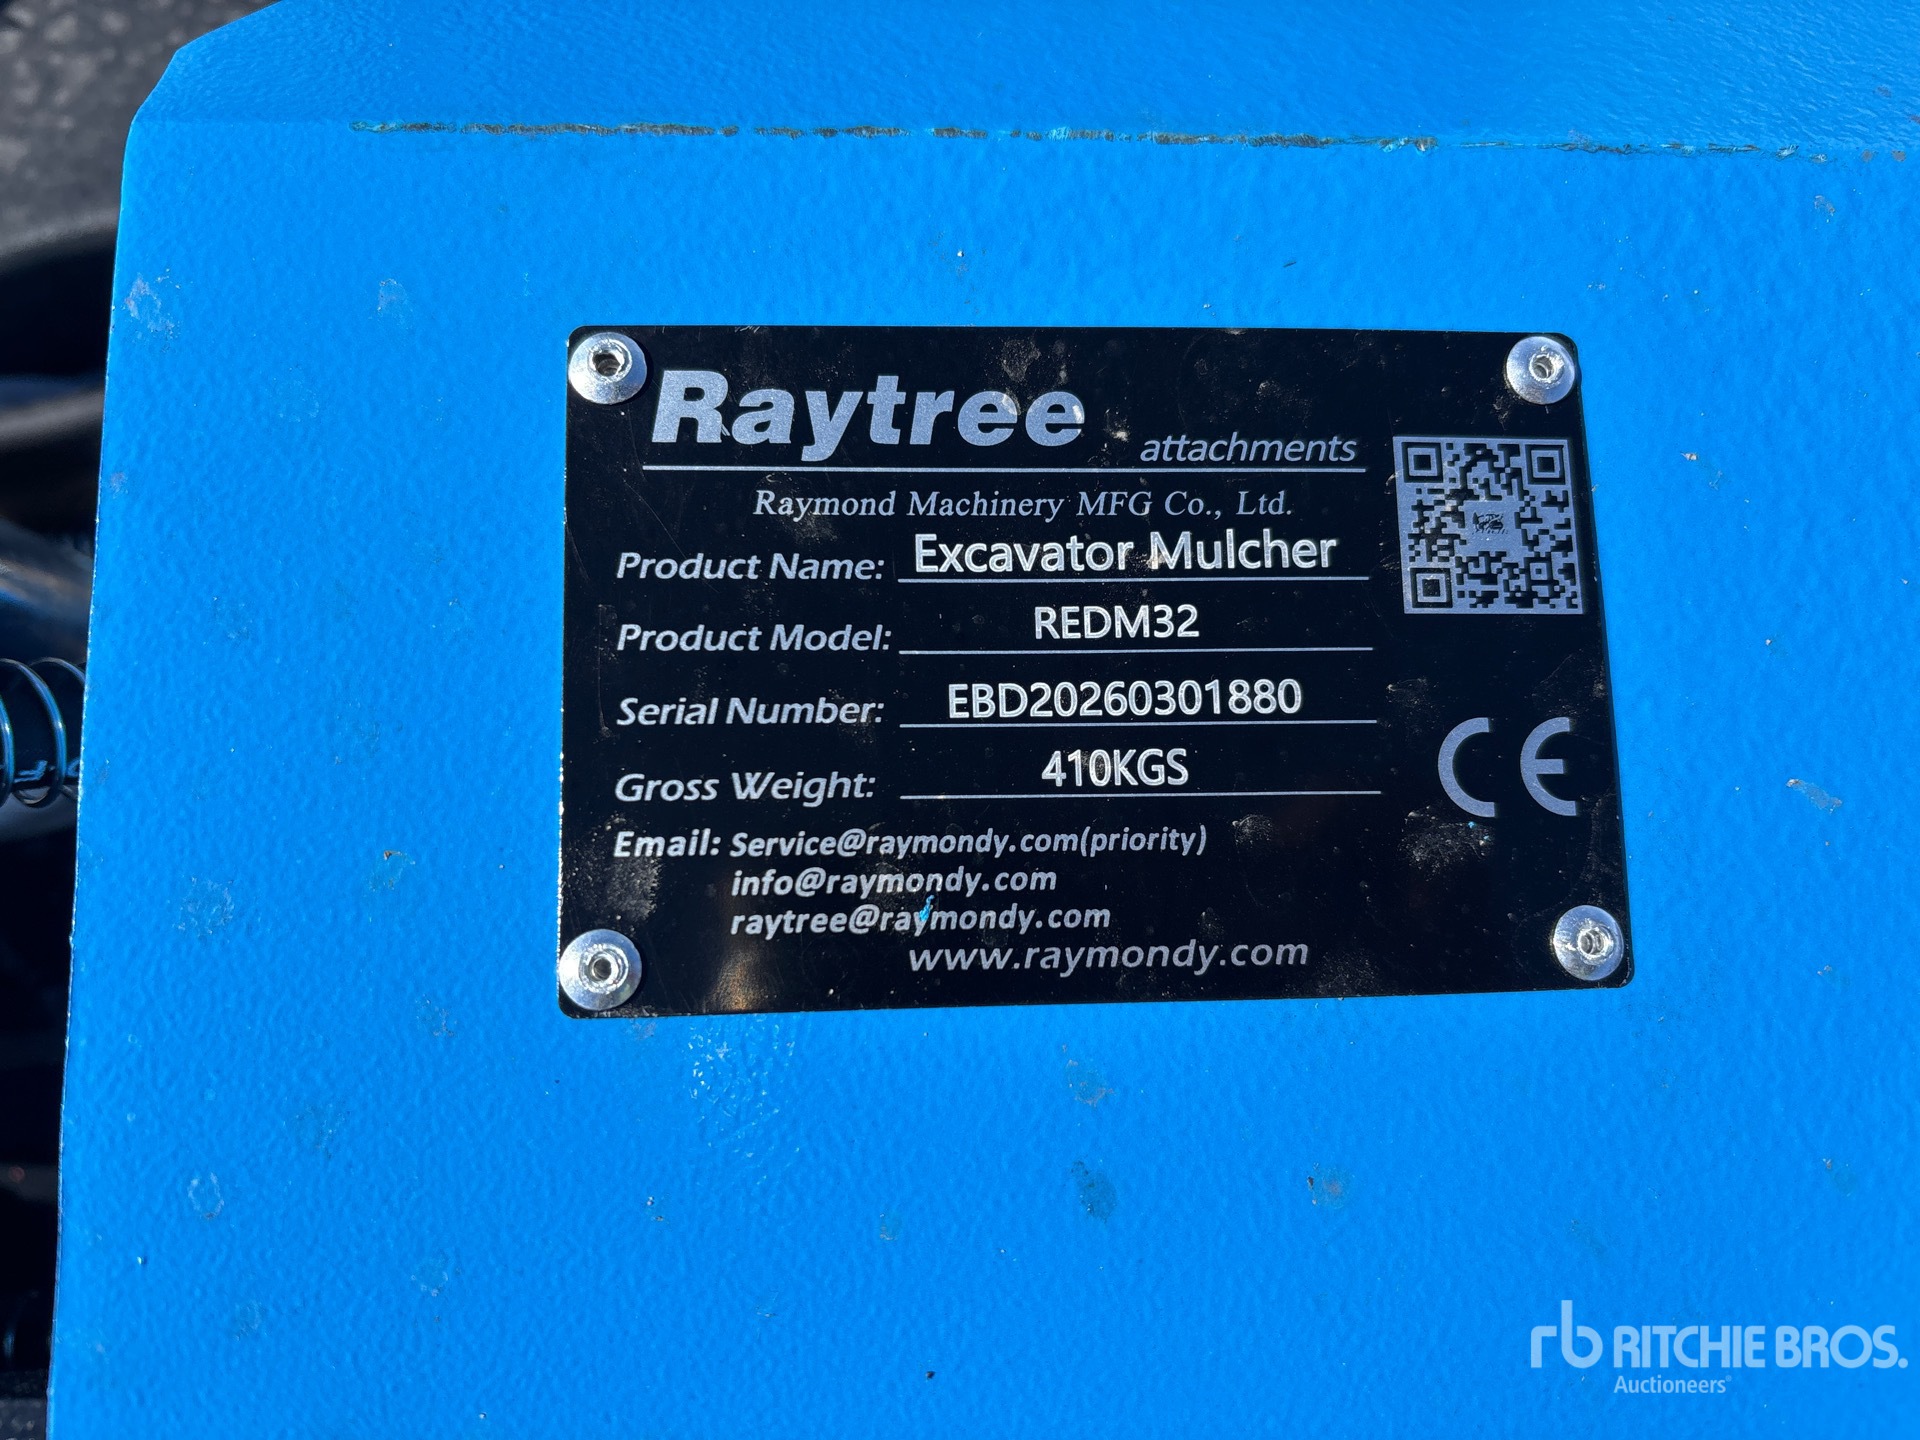 Raytree attachments
Raymond Machinery MFG Co., Ltd.
Product Name: Excavator Mulcher
Product Model: REDM32
Serial Number: EBD20260301880
Gross Weight: 410KGS
Email: Service@raymondy.com(priority)
info@raymondy.com
raytree@raymondy.com
www.raymondy.com
CE
rb RITCHIE BROS.
Auctioneers